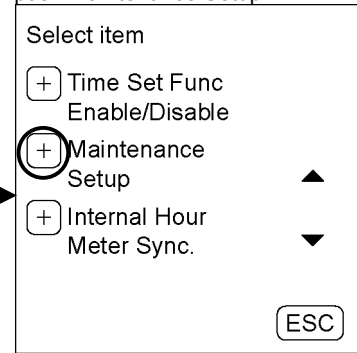 Select item
+ Time Set Func
Enable/Disable
+ Maintenance
Setup
+ Internal Hour
Meter Sync.
ESC